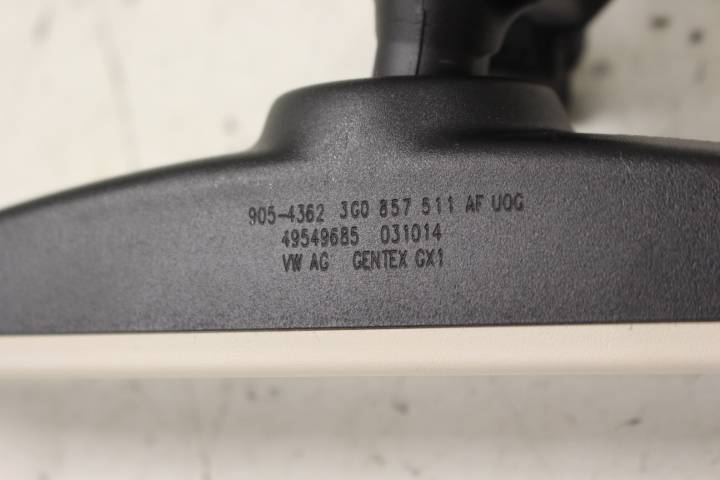 905-4362 3G0 857 511 AF UOG
49549685 031014
VW AG GENTEX GX1